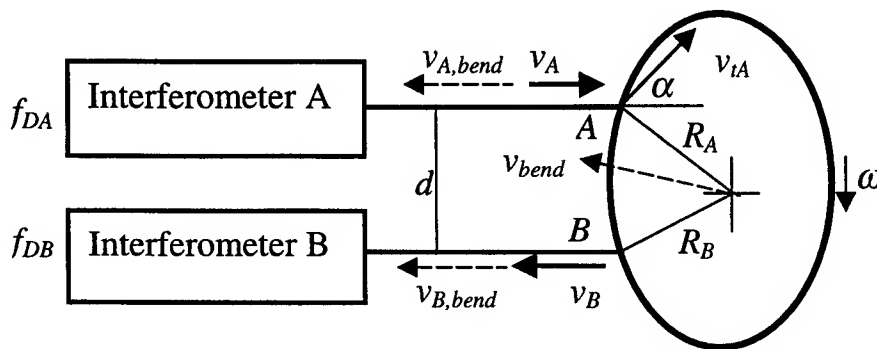 v_{A,bend} v_A v_{tA}
Interferometer A
f_{DA}
α
A
R_A
v_{bend}
d
ω
B
f_{DB}
Interferometer B
R_B
v_{B,bend} v_B